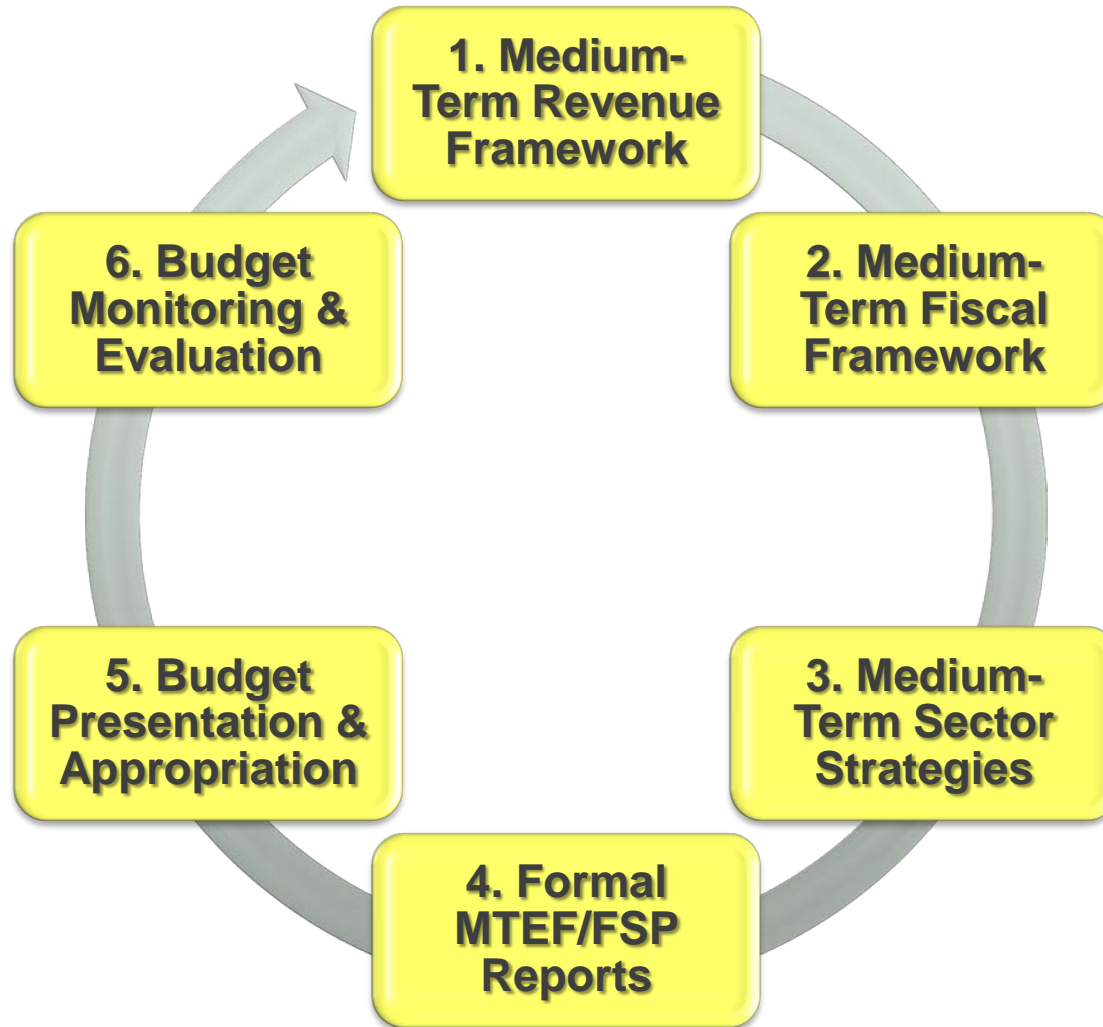 1. Medium-
Term Revenue
Framework
2. Medium-
Term Fiscal
Framework
3. Medium-
Term Sector
Strategies
4. Formal
MTEF/FSP
Reports
5. Budget
Presentation &
Appropriation
6. Budget
Monitoring &
Evaluation